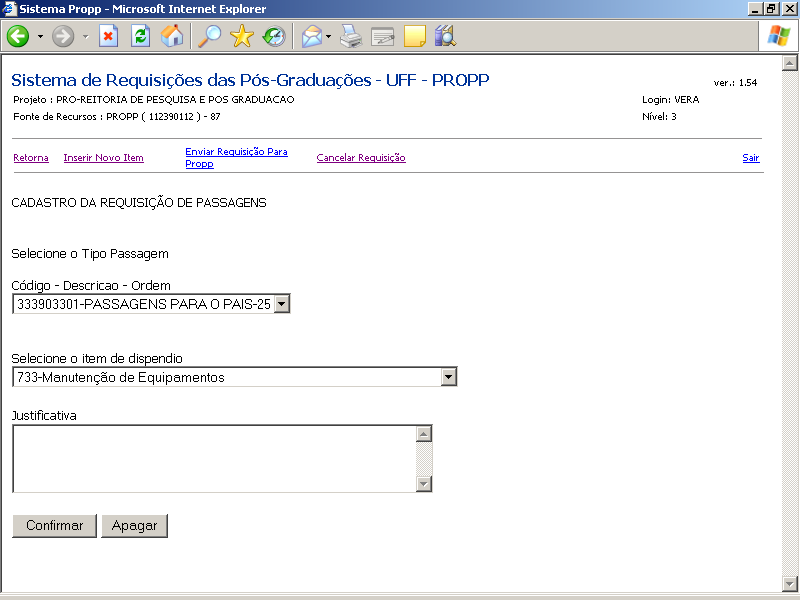 Sistema Propp - Microsoft Internet Explorer
Sistema de Requisições das Pós-Graduações - UFF - PROPP
ver.: 1.54
Projeto : PRO-REITORIA DE PESQUISA E POS GRADUACAO
Login: VERA
Fonte de Recursos : PROPP ( 112390112 ) - 87
Nível: 3
Retorna Inserir Novo Item Enviar Requisição Para Cancelar Requisição Sair
Propp
CADASTRO DA REQUISIÇÃO DE PASSAGENS
Selecione o Tipo Passagem
Código - Descricao - Ordem
333903301-PASSAGENS PARA O PAIS-25
Selecione o item de dispendio
733-Manutenção de Equipamentos
Justificativa
Confirmar Apagar